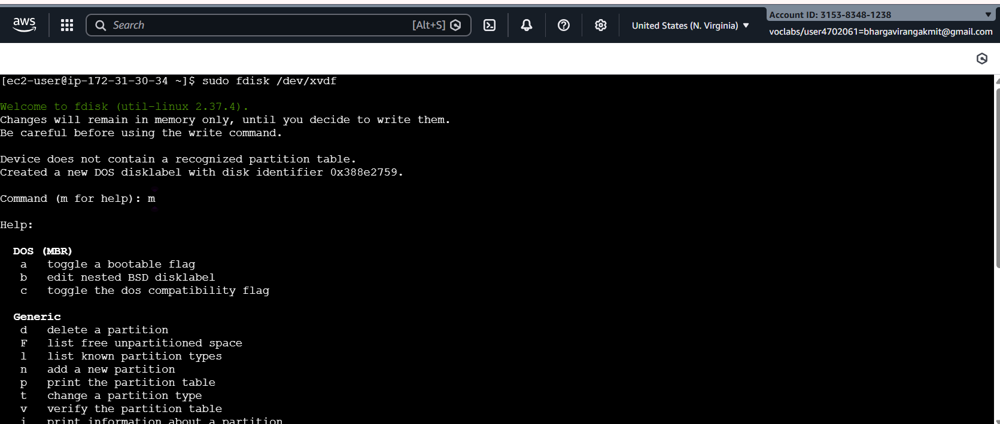 aws
Search [Alt+S]
United States (N. Virginia) ▼
Account ID: 3153-8348-1238 ▼
voclabs/user4702061=bhargavirangakmit@gmail.com
[ec2-user@ip-172-31-30-34 ~]$ sudo fdisk /dev/xvdf
Welcome to fdisk (util-linux 2.37.4).
Changes will remain in memory only, until you decide to write them.
Be careful before using the write command.
Device does not contain a recognized partition table.
Created a new DOS disklabel with disk identifier 0x388e2759.
Command (m for help): m
Help:
DOS (MBR)
a toggle a bootable flag
b edit nested BSD disklabel
c toggle the dos compatibility flag
Generic
d delete a partition
F list free unpartitioned space
l list known partition types
n add a new partition
p print the partition table
t change a partition type
v verify the partition table
i print information about a partition